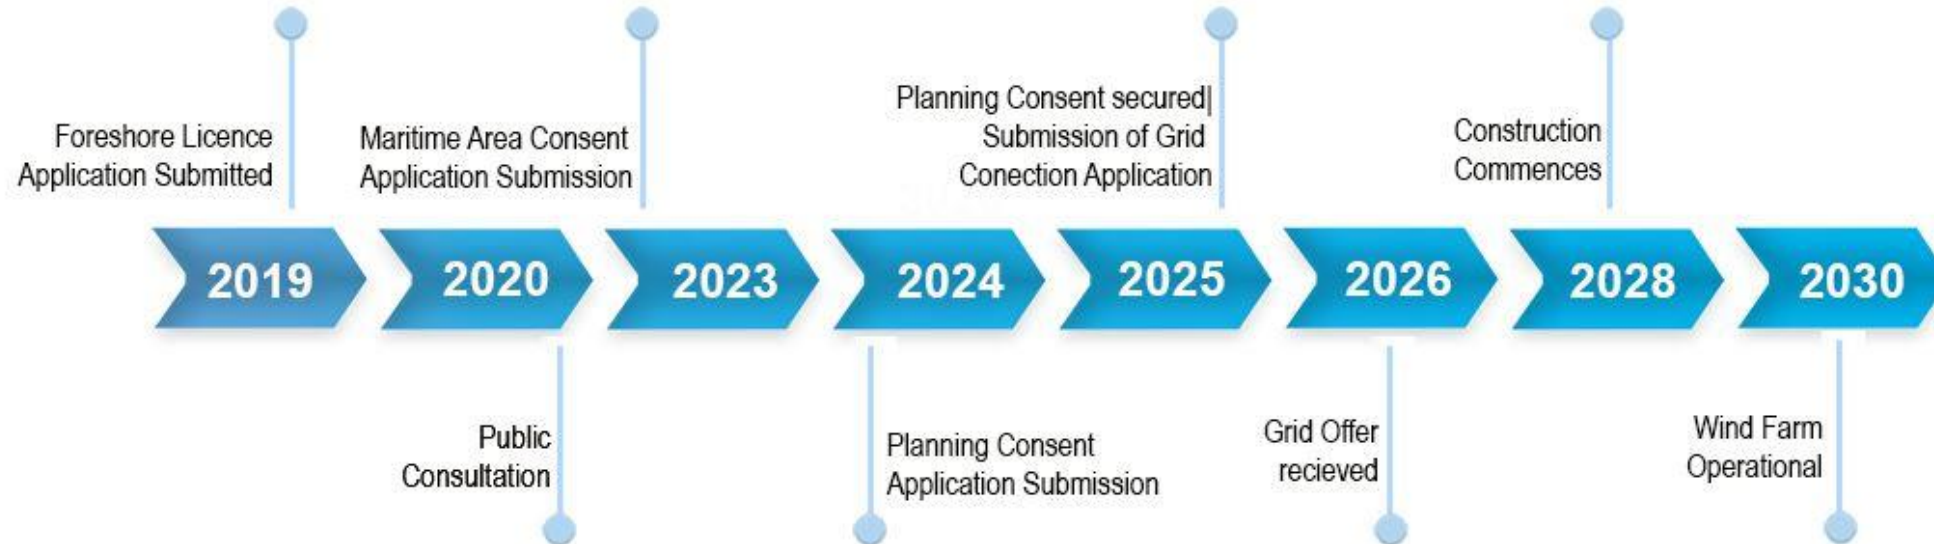 Foreshore Licence
Application Submitted
Maritime Area Consent
Application Submission
Planning Consent secured|
Submission of Grid
Conection Application
Construction
Commences
2019
2020
2023
2024
2025
2026
2028
2030
Public
Consultation
Planning Consent
Application Submission
Grid Offer
recieved
Wind Farm
Operational